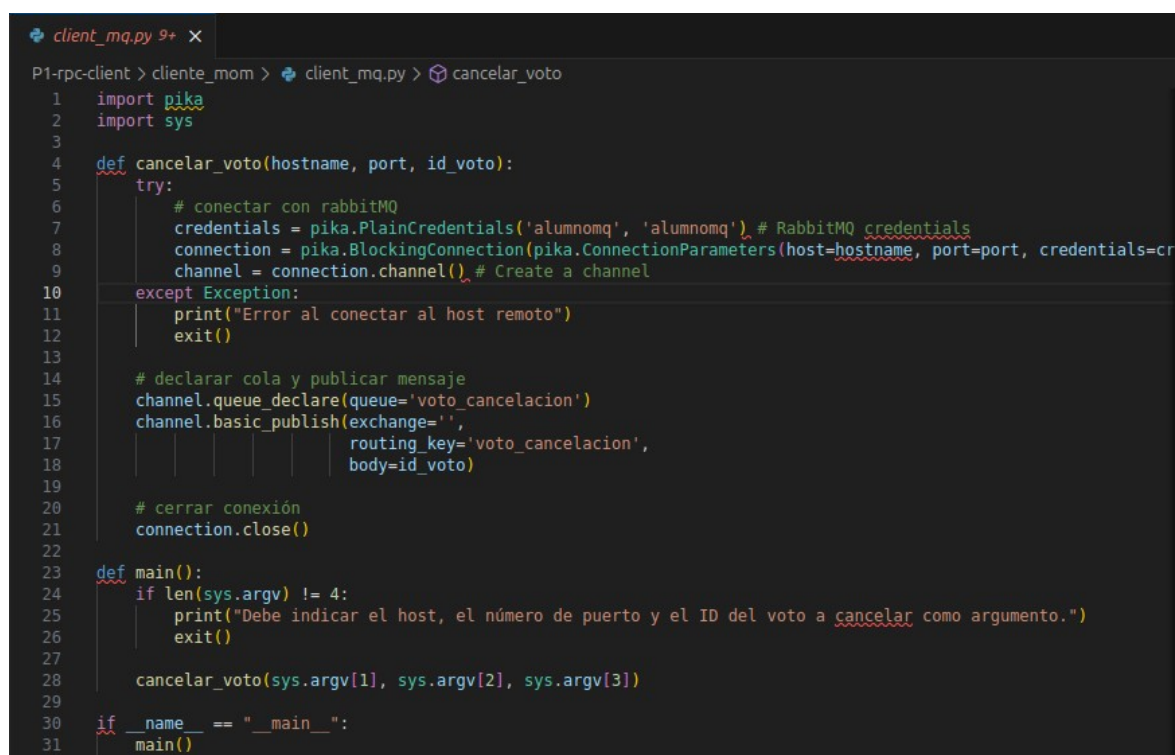 client_mq.py 9+ ×
P1-rpc-client > cliente_mom > client_mq.py > cancelar_voto
1 import pika
2 import sys
3
4 def cancelar_voto(hostname, port, id_voto):
5 try:
6 # conectar con rabbitMQ
7 credentials = pika.PlainCredentials('alumnomq', 'alumnomq') # RabbitMQ credentials
8 connection = pika.BlockingConnection(pika.ConnectionParameters(host=hostname, port=port, credentials=cr
9 channel = connection.channel() # Create a channel
10 except Exception:
11 print("Error al conectar al host remoto")
12 exit()
13
14 # declarar cola y publicar mensaje
15 channel.queue_declare(queue='voto_cancelacion')
16 channel.basic_publish(exchange='',
17 routing_key='voto_cancelacion',
18 body=id_voto)
19
20 # cerrar conexión
21 connection.close()
22
23 def main():
24 if len(sys.argv) != 4:
25 print("Debe indicar el host, el número de puerto y el ID del voto a cancelar como argumento.")
26 exit()
27
28 cancelar_voto(sys.argv[1], sys.argv[2], sys.argv[3])
29
30 if __name__ == "__main__":
31 main()